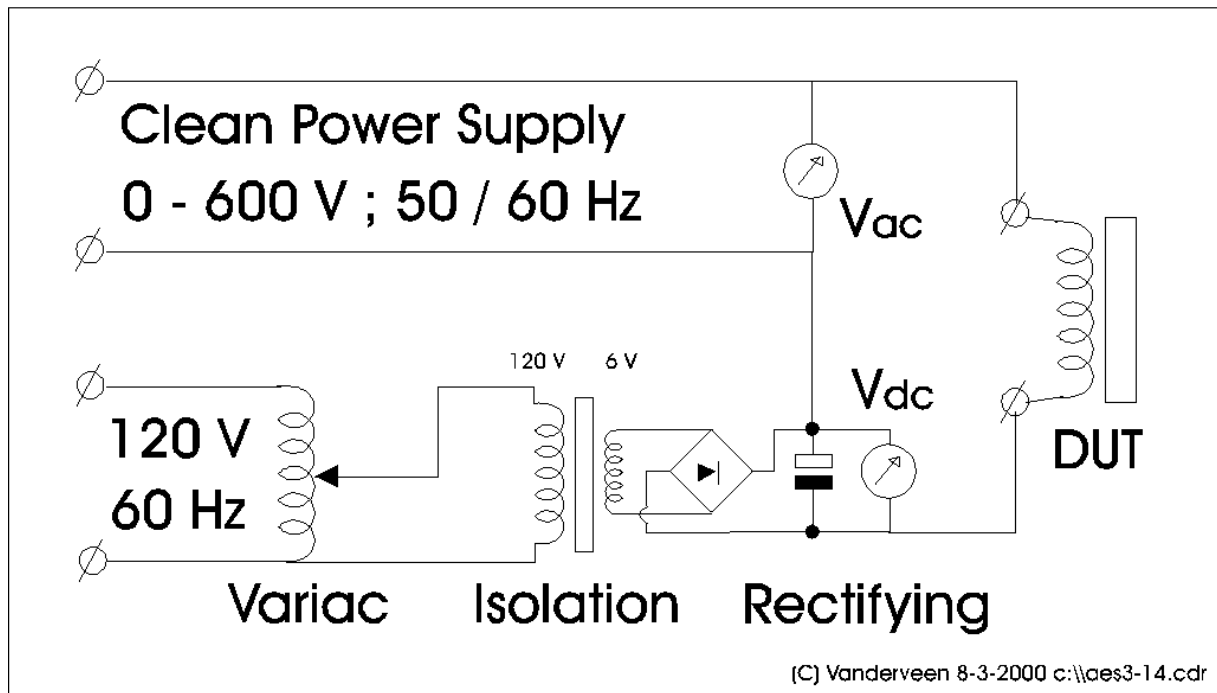 Clean Power Supply
0 - 600 V ; 50 / 60 Hz
Vac
120 V 6 V
Vdc
120 V
60 Hz
DUT
Variac
Isolation
Rectifying
(C) Vanderveen 8-3-2000 c:\\aes3-14.cdr